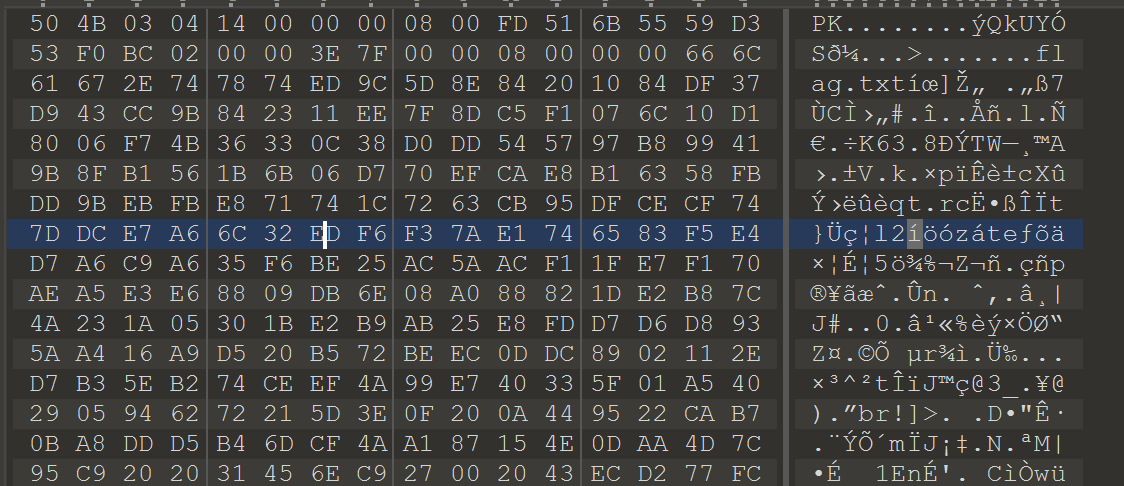 50 4B 03 04 14 00 00 00 08 00 FD 51 6B 55 59 D3 PK........ýQkUYÓ
53 F0 BC 02 00 00 3E 7F 00 00 08 00 00 00 66 6C Sð¼...>.......fl
61 67 2E 74 78 74 ED 9C 5D 8E 84 20 10 84 DF 37 ag.txtíœ]Ž„ .„ß7
D9 43 CC 9B 84 23 11 EE 7F 8D C5 F1 07 6C 10 D1 ÙCÌ›„#.î..Åñ.l.Ñ
80 06 F7 4B 36 33 0C 38 D0 DD 54 57 97 B8 99 41 €.÷K63.8ÐÝTW—¸™A
9B 8F B1 56 1B 6B 06 D7 70 EF CA E8 B1 63 58 FB ›.±V.k.×pïÊè±cXû
DD 9B EB FB E8 71 74 1C 72 63 CB 95 DF CE CF 74 Ý›ëûèqt.rcË•ßÎÏt
7D DC E7 A6 6C 32 ED F6 F3 7A E1 74 65 83 F5 E4 }Üç¦l2íöózáteƒõä
D7 A6 C9 A6 35 F6 BE 25 AC 5A AC F1 1F E7 F1 70 ×¦É¦5ö¾%¬Z¬ñ.çñp
AE A5 E3 E6 88 09 DB 6E 08 A0 88 82 1D E2 B8 7C ®¥ãæˆ.Ûn. ˆ‚.â¸|
4A 23 1A 05 30 1B E2 B9 AB 25 E8 FD D7 D6 D8 93 J#..0.â¹«%èý×ÖØ“
5A A4 16 A9 D5 20 B5 72 BE EC 0D DC 89 02 11 2E Z¤.©Õ µr¾ì.Ü‰...
D7 B3 5E B2 74 CE EF 4A 99 E7 40 33 5F 01 A5 40 ×³^²tÎïJ™ç@3_.¥@
29 05 94 62 72 21 5D 3E 0F 20 0A 44 95 22 CA B7 ).”br!]>. .D•"Ê·
0B A8 DD D5 B4 6D CF 4A A1 87 15 4E 0D AA 4D 7C .¨ÝÕ´mÏJ¡‡.N.ªM|
95 C9 20 20 31 45 6E C9 27 00 20 43 EC D2 77 FC •É  1EnÉ'. CìÒwü